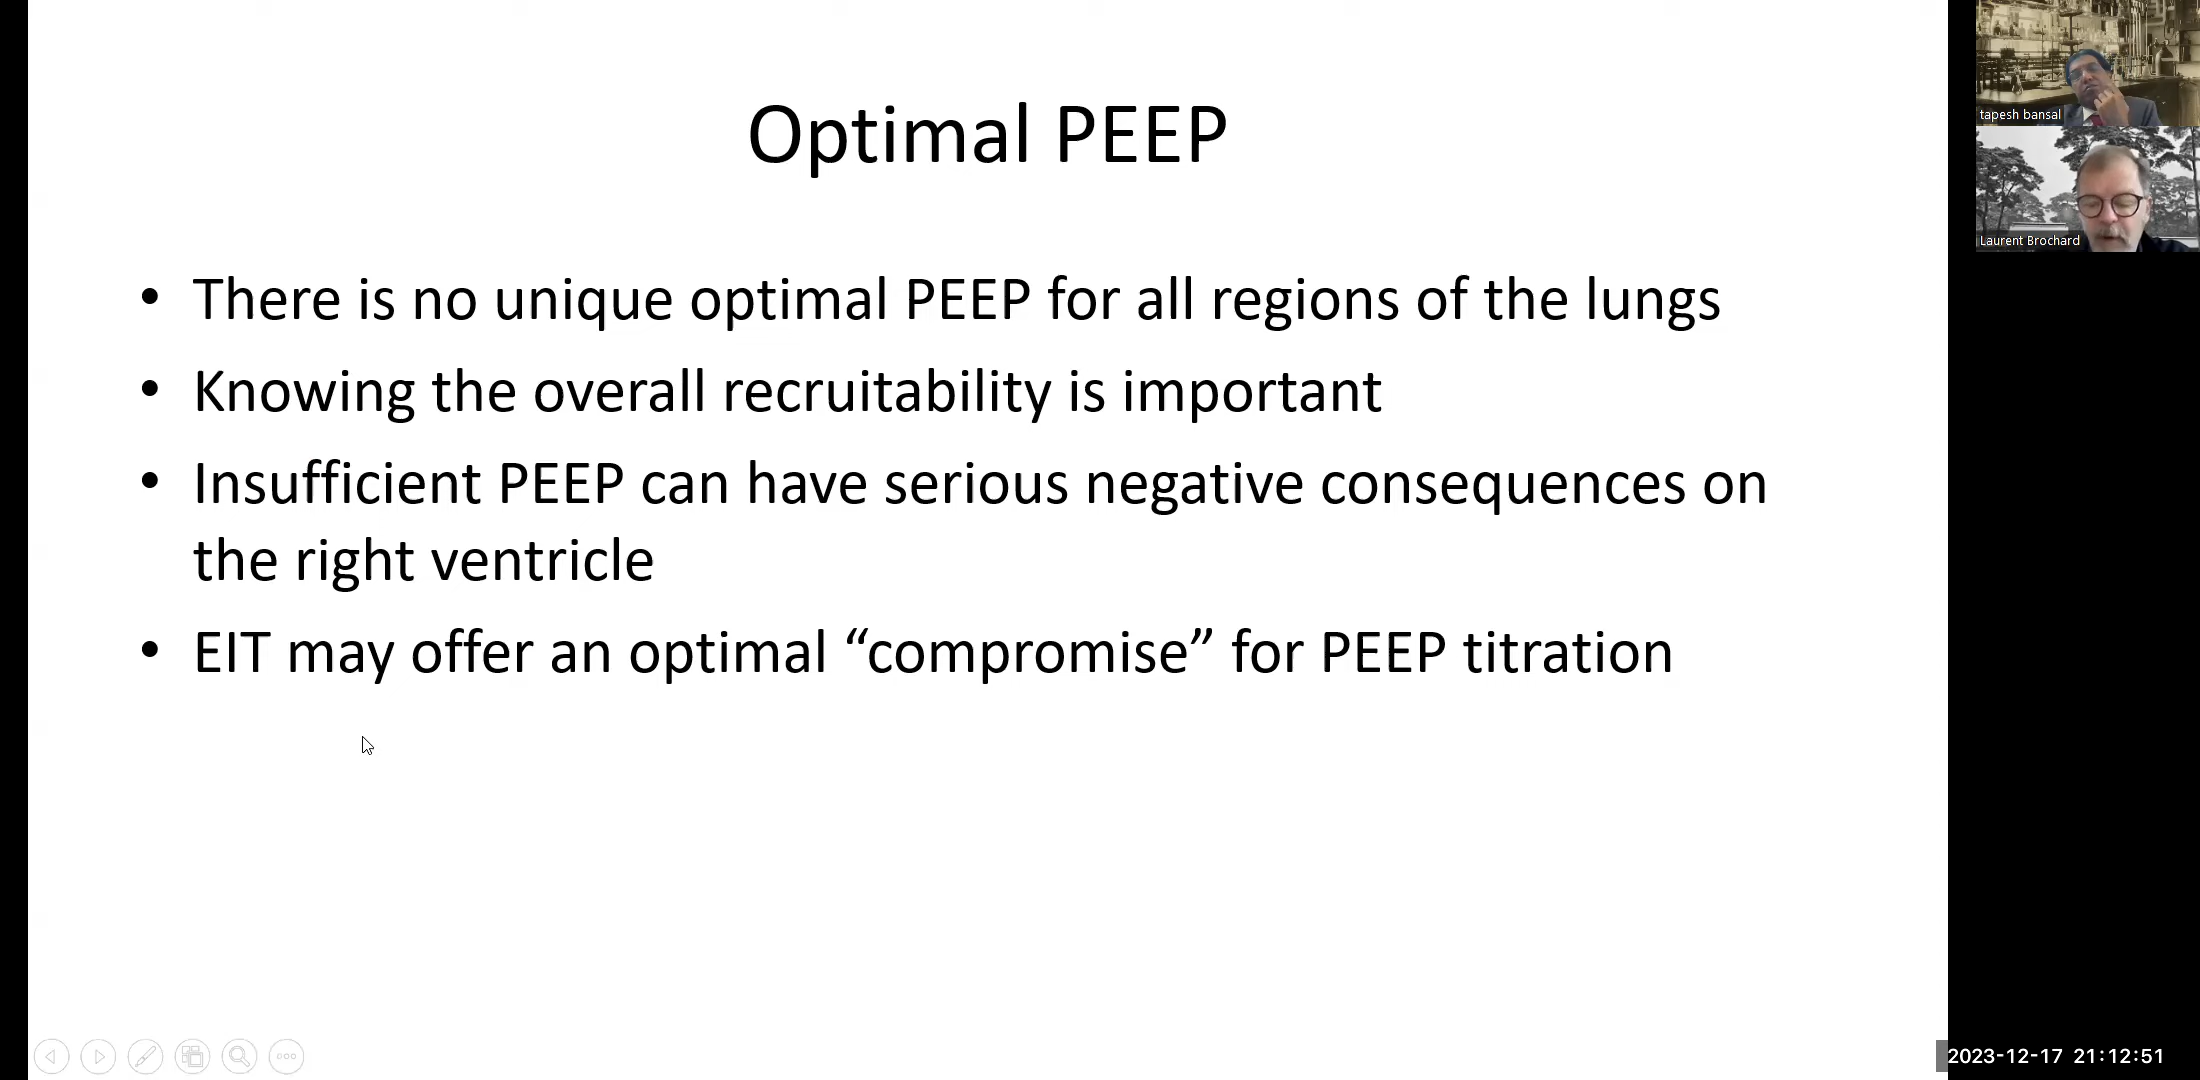 Optimal PEEP
• There is no unique optimal PEEP for all regions of the lungs
• Knowing the overall recruitability is important
• Insufficient PEEP can have serious negative consequences on
the right ventricle
• EIT may offer an optimal “compromise” for PEEP titration
tapesh bansal
Laurent Brochard
2023-12-17 21:12:51